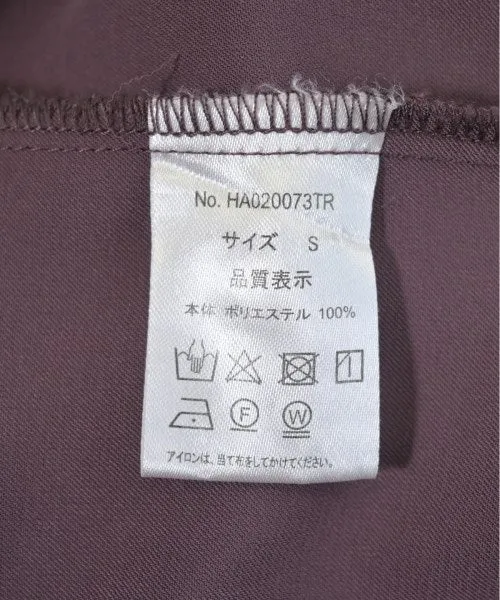 No. HA020073TR
サイズ S
品質表示
本体 ポリエステル 100%
F W
アイロンは、当て布をしてかけてください。